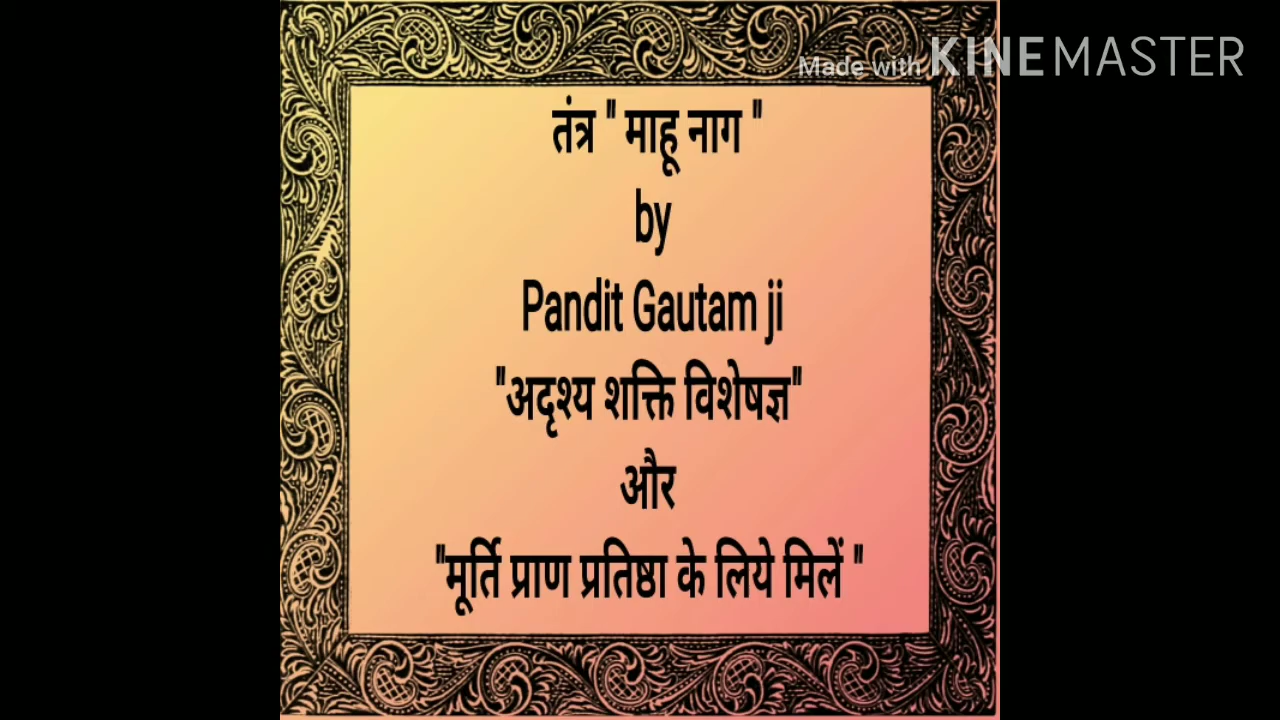 Made with KINEMASTER
तंत्र " माहू नाग "
by
Pandit Gautam ji
"अदृश्य शक्ति विशेषज्ञ"
और
"मूर्ति प्राण प्रतिष्ठा के लिये मिलें "